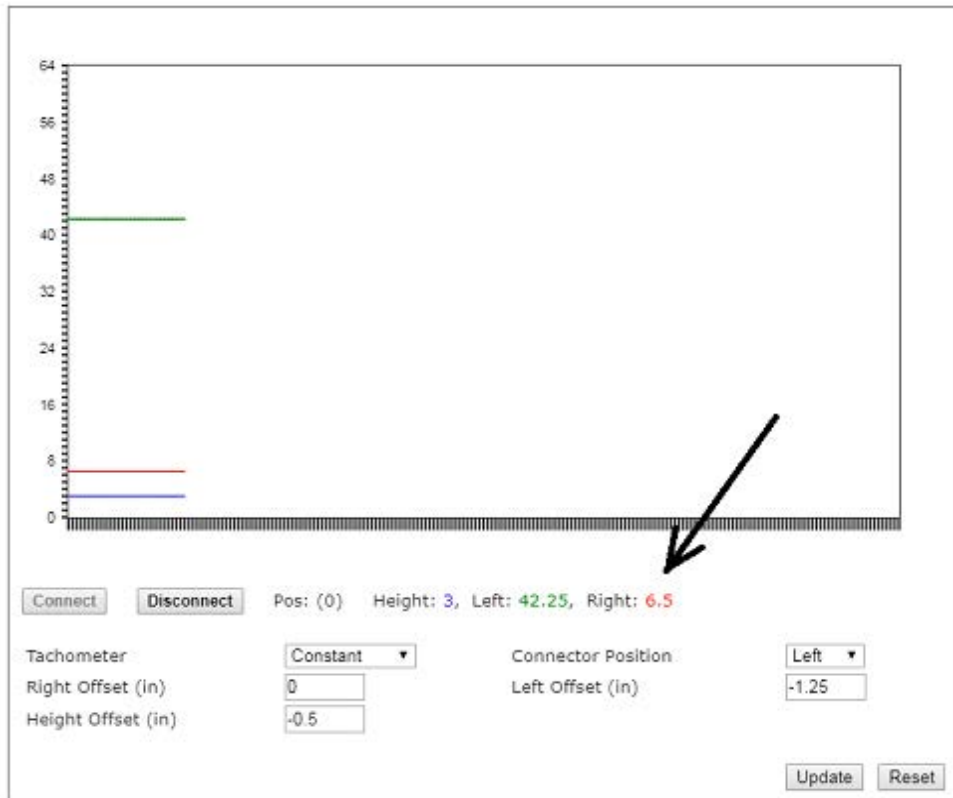 64
56
48
40
32
24
16
8
0
Connect Disconnect Pos: (0) Height: 3, Left: 42.25, Right: 6.5
Tachometer Constant Connector Position Left
Right Offset (in) 0 Left Offset (in) -1.25
Height Offset (in) -0.5
Update Reset